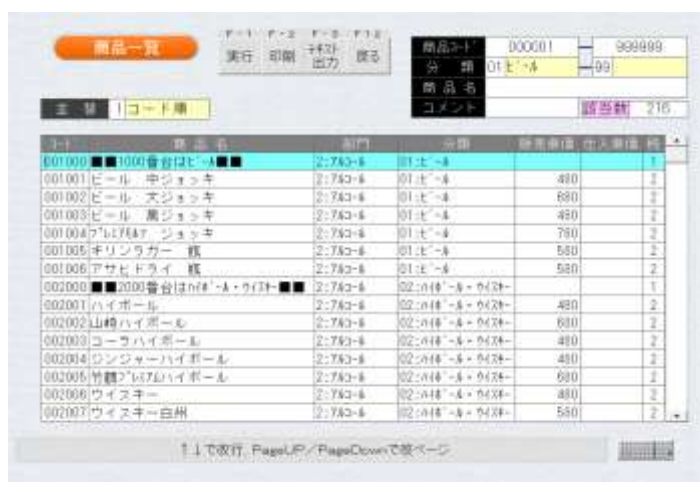 商品一覧
F-1 F-2 F-3 F12
実行 印刷 ﾃｷｽﾄ出力 戻る
商品ｺｰﾄﾞ 000001 ー 999999
分 類 01 ﾋﾞｰﾙ ー 99
商品名
コメント
主 替 1 コード順
該当数 216
ｺｰﾄ 商品名 部門 分類 販売単価 仕入単価 税
001000 ■■1000番台はﾋﾞｰﾙ■■ 2:ｱﾙｺｰﾙ 01:ﾋﾞｰﾙ 1
001001 ビール 中ジョッキ 2:ｱﾙｺｰﾙ 01:ﾋﾞｰﾙ 480 2
001002 ビール 大ジョッキ 2:ｱﾙｺｰﾙ 01:ﾋﾞｰﾙ 680 2
001003 ビール 黒ジョッキ 2:ｱﾙｺｰﾙ 01:ﾋﾞｰﾙ 480 2
001004 ﾌﾟﾚﾐｱﾓﾙﾂ ジョッキ 2:ｱﾙｺｰﾙ 01:ﾋﾞｰﾙ 780 2
001005 キリンラガー 瓶 2:ｱﾙｺｰﾙ 01:ﾋﾞｰﾙ 580 2
001006 アサヒドライ 瓶 2:ｱﾙｺｰﾙ 01:ﾋﾞｰﾙ 580 2
002000 ■■2000番台はﾊｲﾎﾞｰﾙ・ｳｲｽｷｰ■■ 2:ｱﾙｺｰﾙ 02:ﾊｲﾎﾞｰﾙ・ｳｲｽｷｰ 1
002001 ハイボール 2:ｱﾙｺｰﾙ 02:ﾊｲﾎﾞｰﾙ・ｳｲｽｷｰ 480 2
002002 山崎ハイボール 2:ｱﾙｺｰﾙ 02:ﾊｲﾎﾞｰﾙ・ｳｲｽｷｰ 680 2
002003 コーラハイボール 2:ｱﾙｺｰﾙ 02:ﾊｲﾎﾞｰﾙ・ｳｲｽｷｰ 480 2
002004 ジンジャーハイボール 2:ｱﾙｺｰﾙ 02:ﾊｲﾎﾞｰﾙ・ｳｲｽｷｰ 480 2
002005 竹鶴ﾌﾟﾚﾐｱﾑハイボール 2:ｱﾙｺｰﾙ 02:ﾊｲﾎﾞｰﾙ・ｳｲｽｷｰ 680 2
002006 ウイスキー 2:ｱﾙｺｰﾙ 02:ﾊｲﾎﾞｰﾙ・ｳｲｽｷｰ 480 2
002007 ウイスキー白州 2:ｱﾙｺｰﾙ 02:ﾊｲﾎﾞｰﾙ・ｳｲｽｷｰ 580 2
↑↓で改行 PageUP／PageDownで改ページ